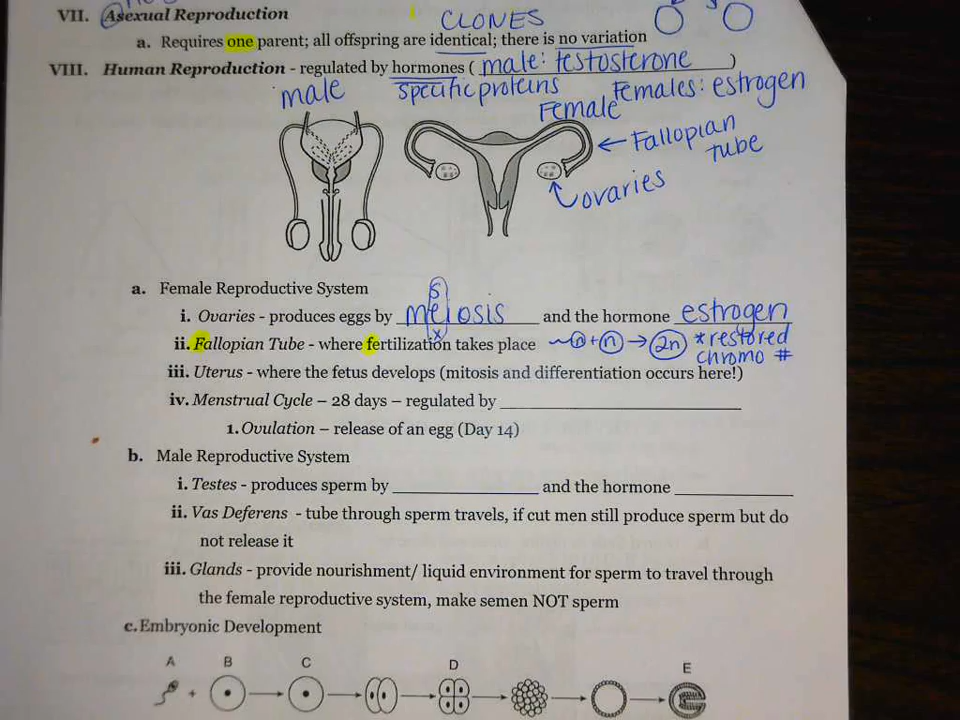 VII. Asexual Reproduction
CLONES
a. Requires one parent; all offspring are identical; there is no variation
VIII. Human Reproduction - regulated by hormones ( male: testosterone )
specific proteins Females: estrogen
male
Female
← Fallopian tube
ovaries
a. Female Reproductive System
i. Ovaries - produces eggs by meiosis and the hormone estrogen
s
x
ii. Fallopian Tube - where fertilization takes place n + n → 2n * restored
chromo #
iii. Uterus - where the fetus develops (mitosis and differentiation occurs here!)
iv. Menstrual Cycle – 28 days – regulated by
1. Ovulation – release of an egg (Day 14)
b. Male Reproductive System
i. Testes - produces sperm by and the hormone
ii. Vas Deferens - tube through sperm travels, if cut men still produce sperm but do
not release it
iii. Glands - provide nourishment/ liquid environment for sperm to travel through
the female reproductive system, make semen NOT sperm
c. Embryonic Development
A B C D E
+